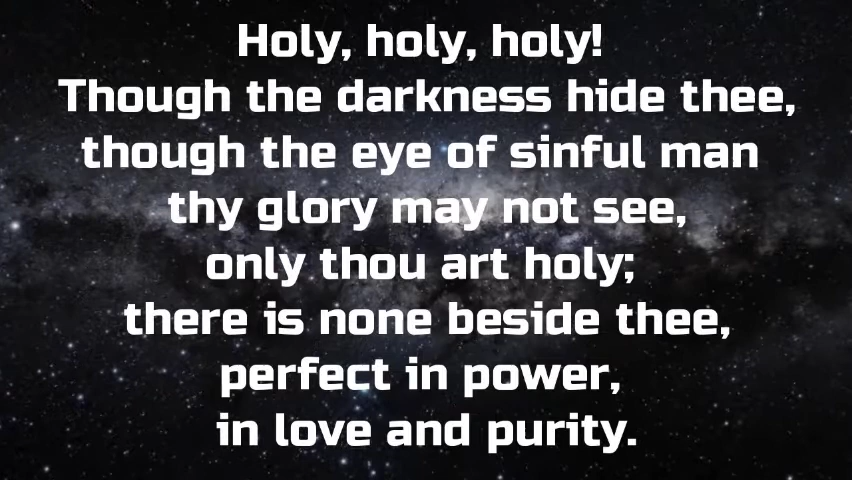 Holy, holy, holy!
Though the darkness hide thee,
though the eye of sinful man
thy glory may not see,
only thou art holy;
there is none beside thee,
perfect in power,
in love and purity.